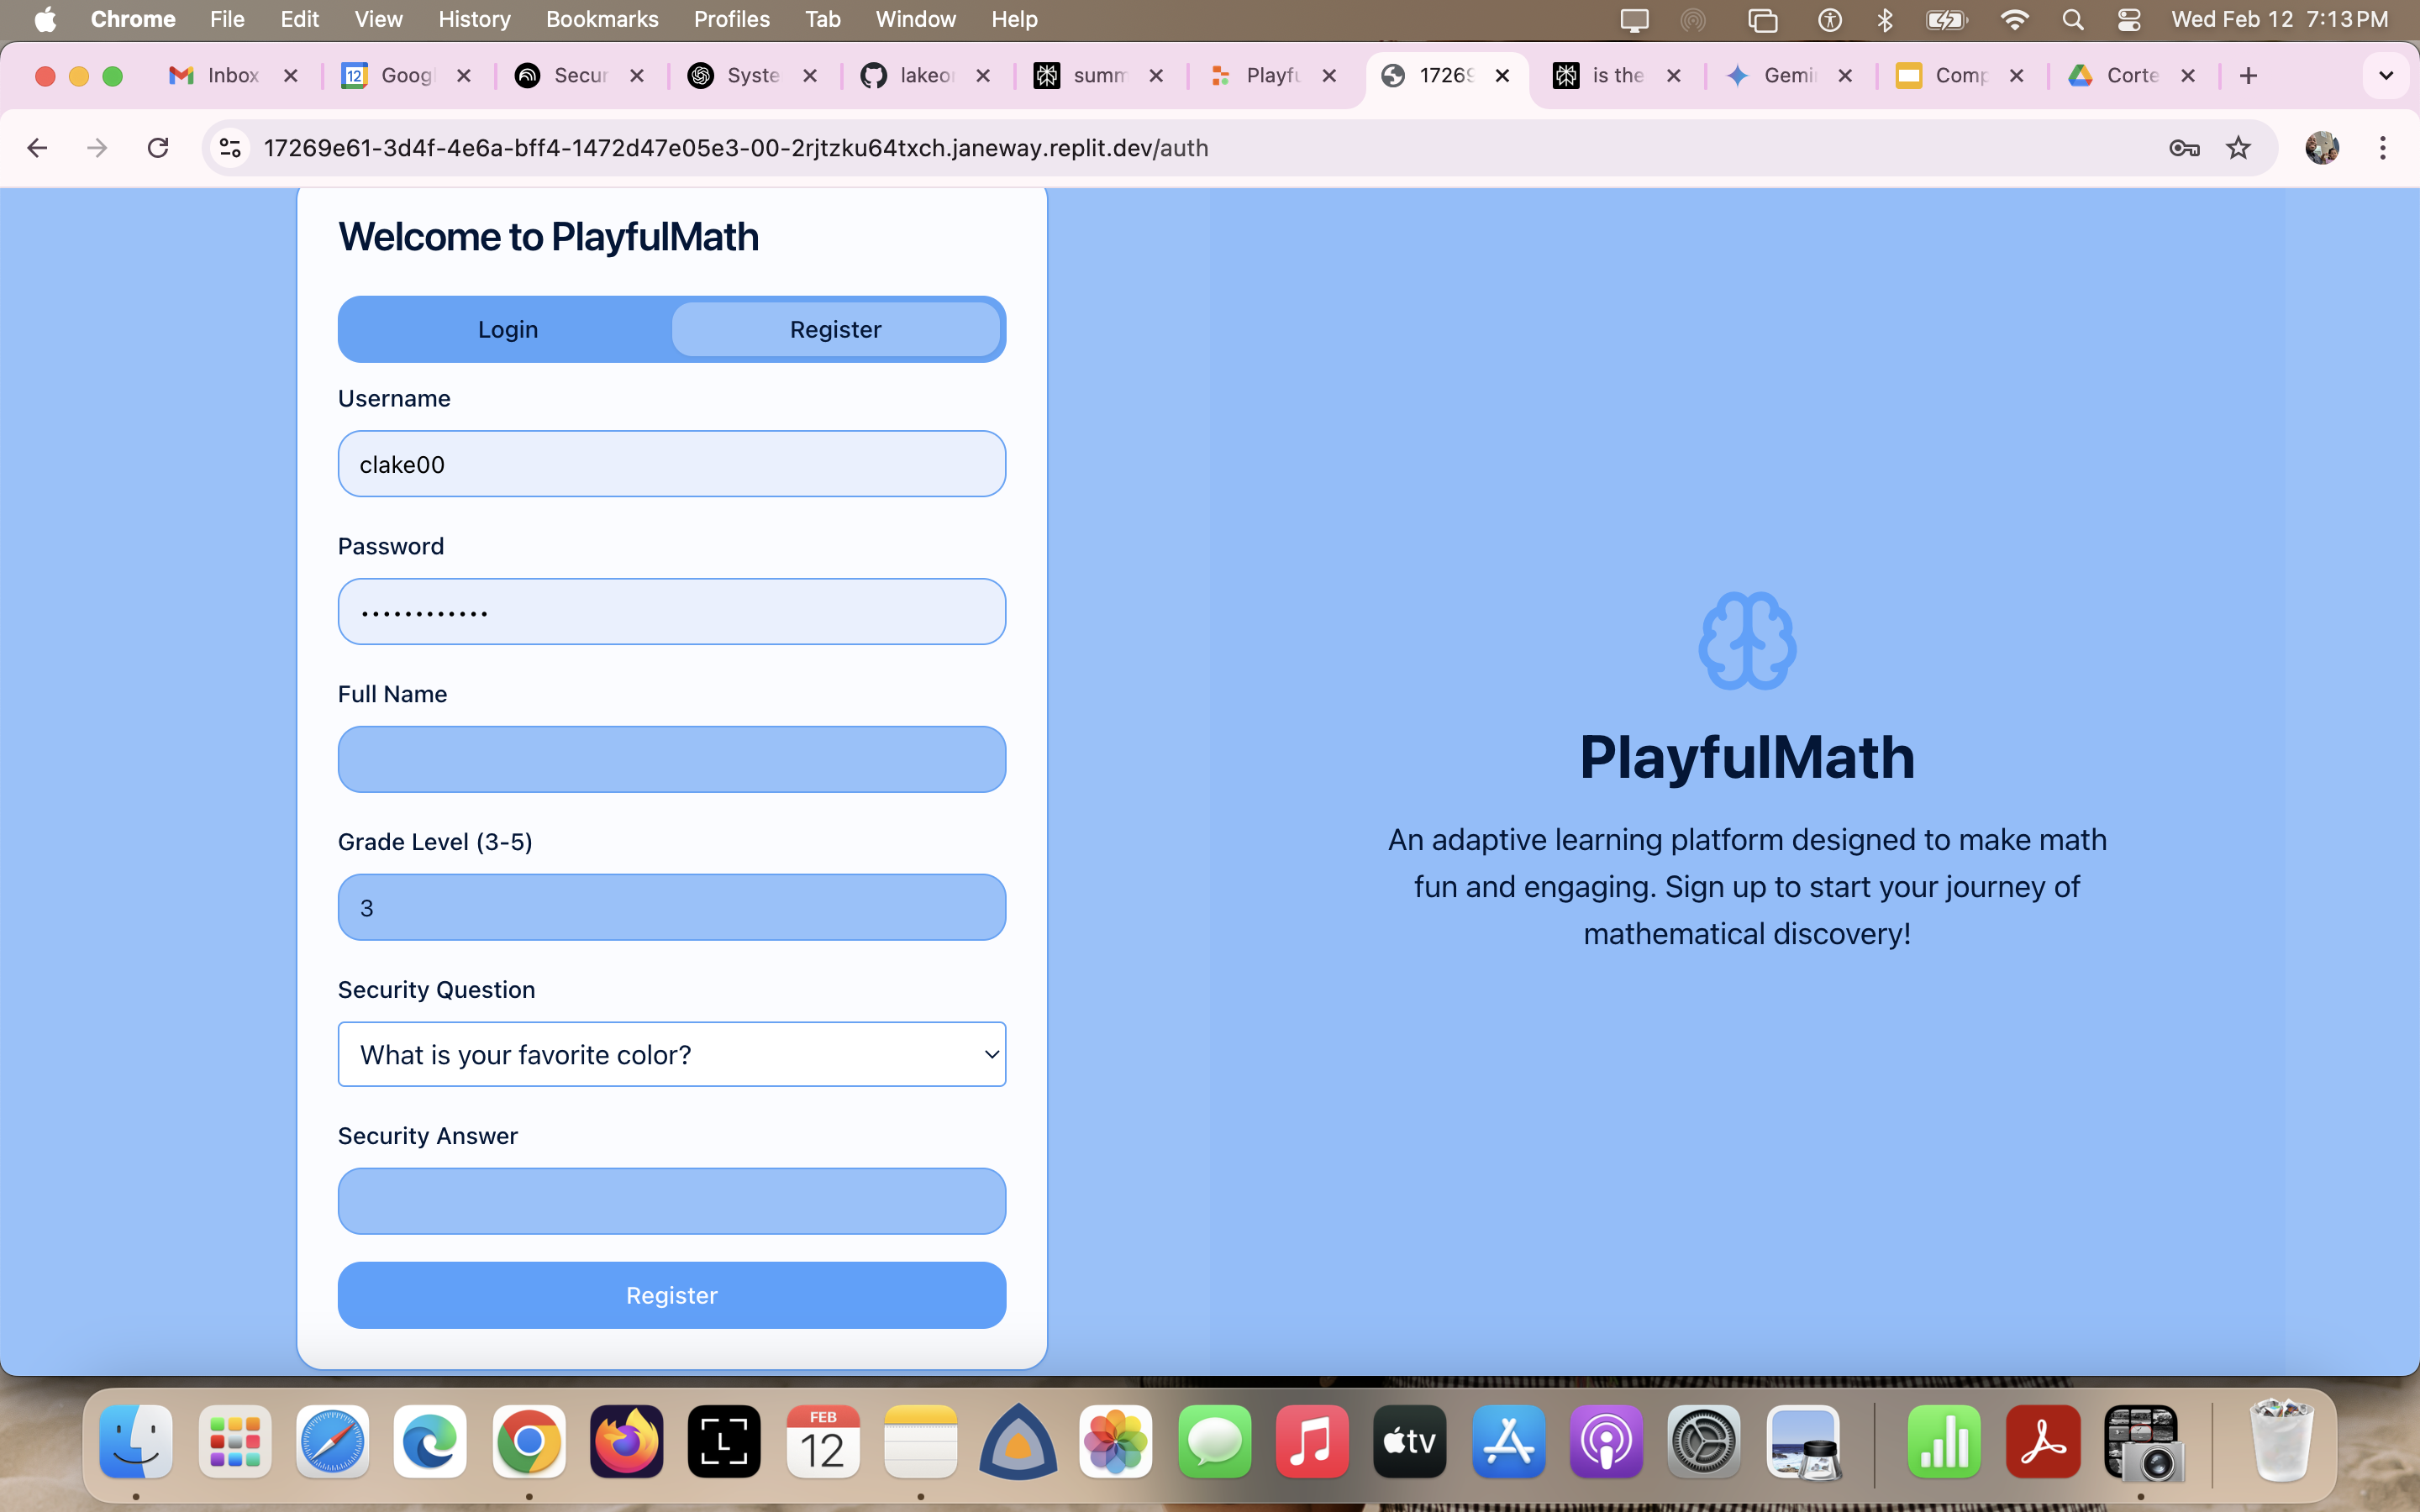 Chrome File Edit View History Bookmarks Profiles Tab Window Help Wed Feb 12 7:13 PM
Inbox 12 Googl Secur Syste lakeor summ Playfu 17269 is the Gemi Comp Corte
17269e61-3d4f-4e6a-bff4-1472d47e05e3-00-2rjtzku64txch.janeway.replit.dev/auth
Welcome to PlayfulMath
Login Register
Username
clake00
Password
Full Name
Grade Level (3-5)
3
Security Question
What is your favorite color?
Security Answer
Register
PlayfulMath
An adaptive learning platform designed to make math
fun and engaging. Sign up to start your journey of
mathematical discovery!
L
FEB
12
tv